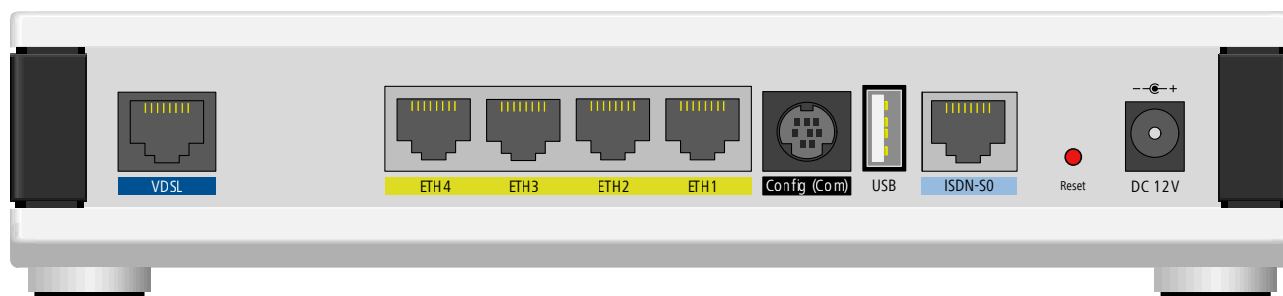 VDSL
ETH4
ETH3
ETH2
ETH1
Config (Com)
USB
ISDN-S0
Reset
- +
DC 12V